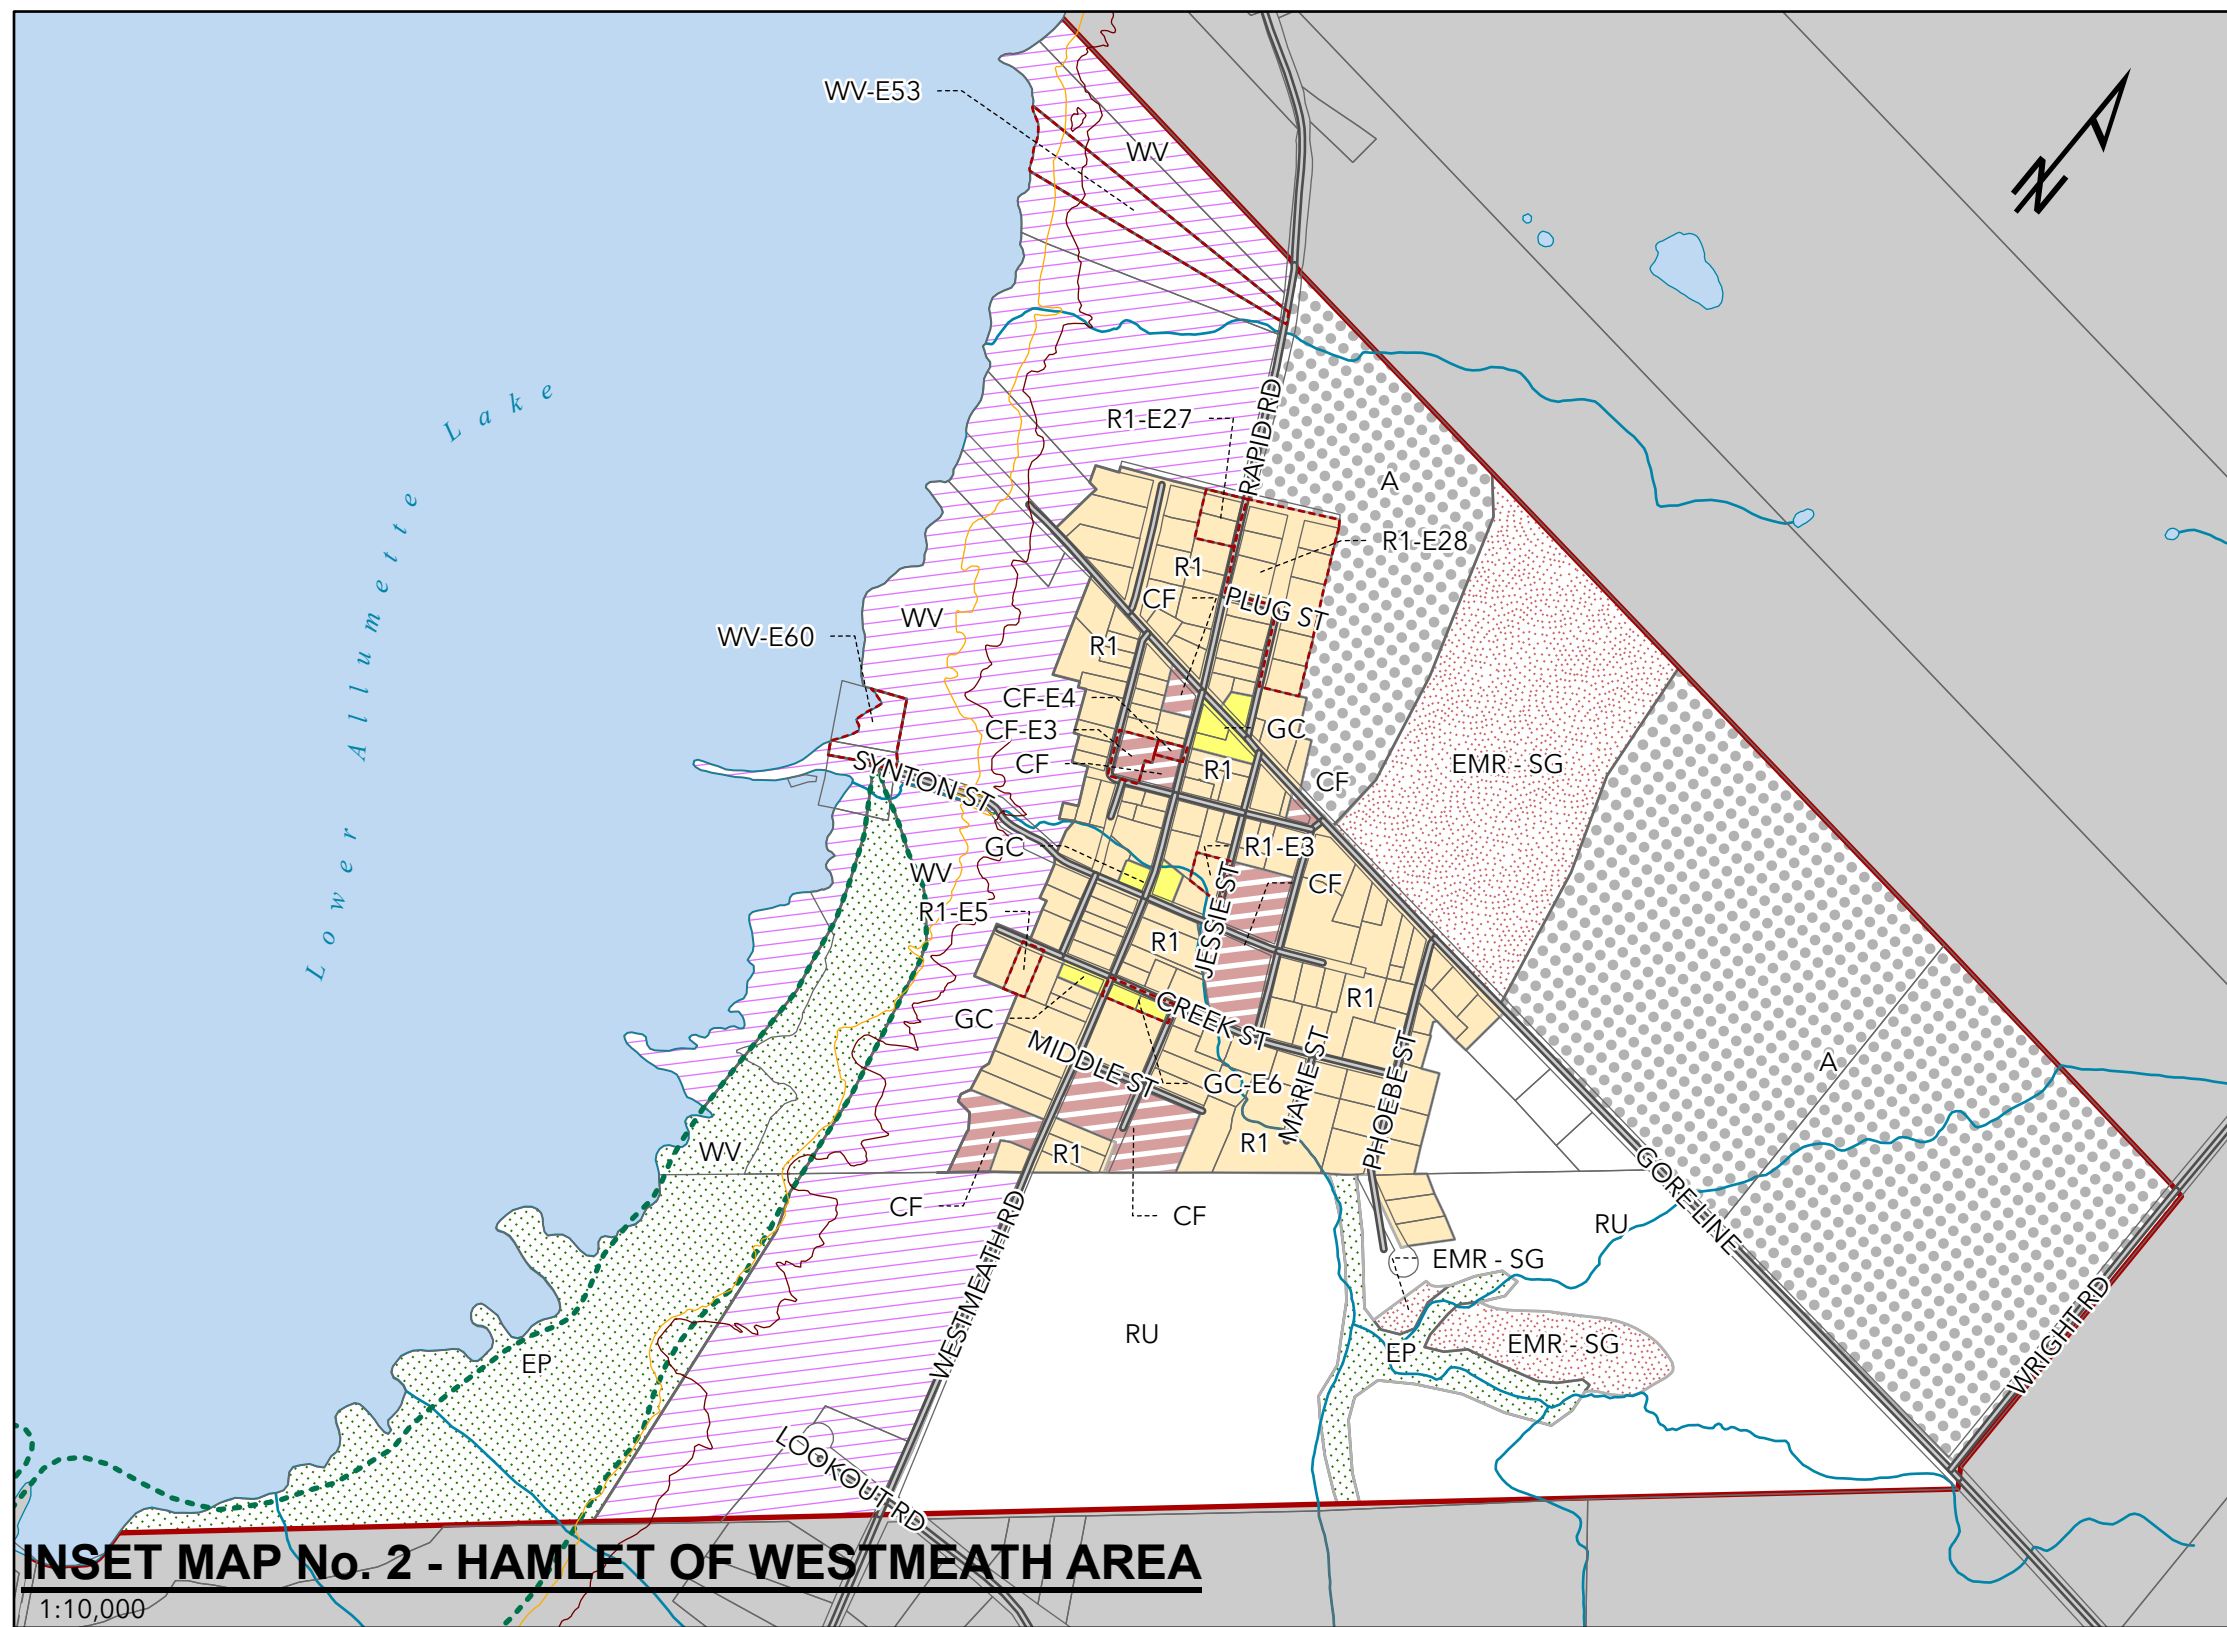 WV-E53
WV
N
Lower Allumette Lake
RAPID RD
R1-E27
A
R1-E28
R1
CF
PLUG ST
WV
WV-E60
R1
CF-E4
CF-E3
GC
CF
R1
EMR - SG
CF
SYNTON ST
GC
R1-E3
WV
CF
R1-E5
JESSIE ST
R1
R1
GC
CREEK ST
MIDDLE ST
GC-E6
MARIE ST
PHOEBE ST
A
WV
R1
R1
GORE LINE
CF
CF
RU
WESTMEATH RD
EMR - SG
RU
EMR - SG
EP
EP
WRIGHT RD
LOOKOUT RD
INSET MAP No. 2 - HAMLET OF WESTMEATH AREA
1:10,000